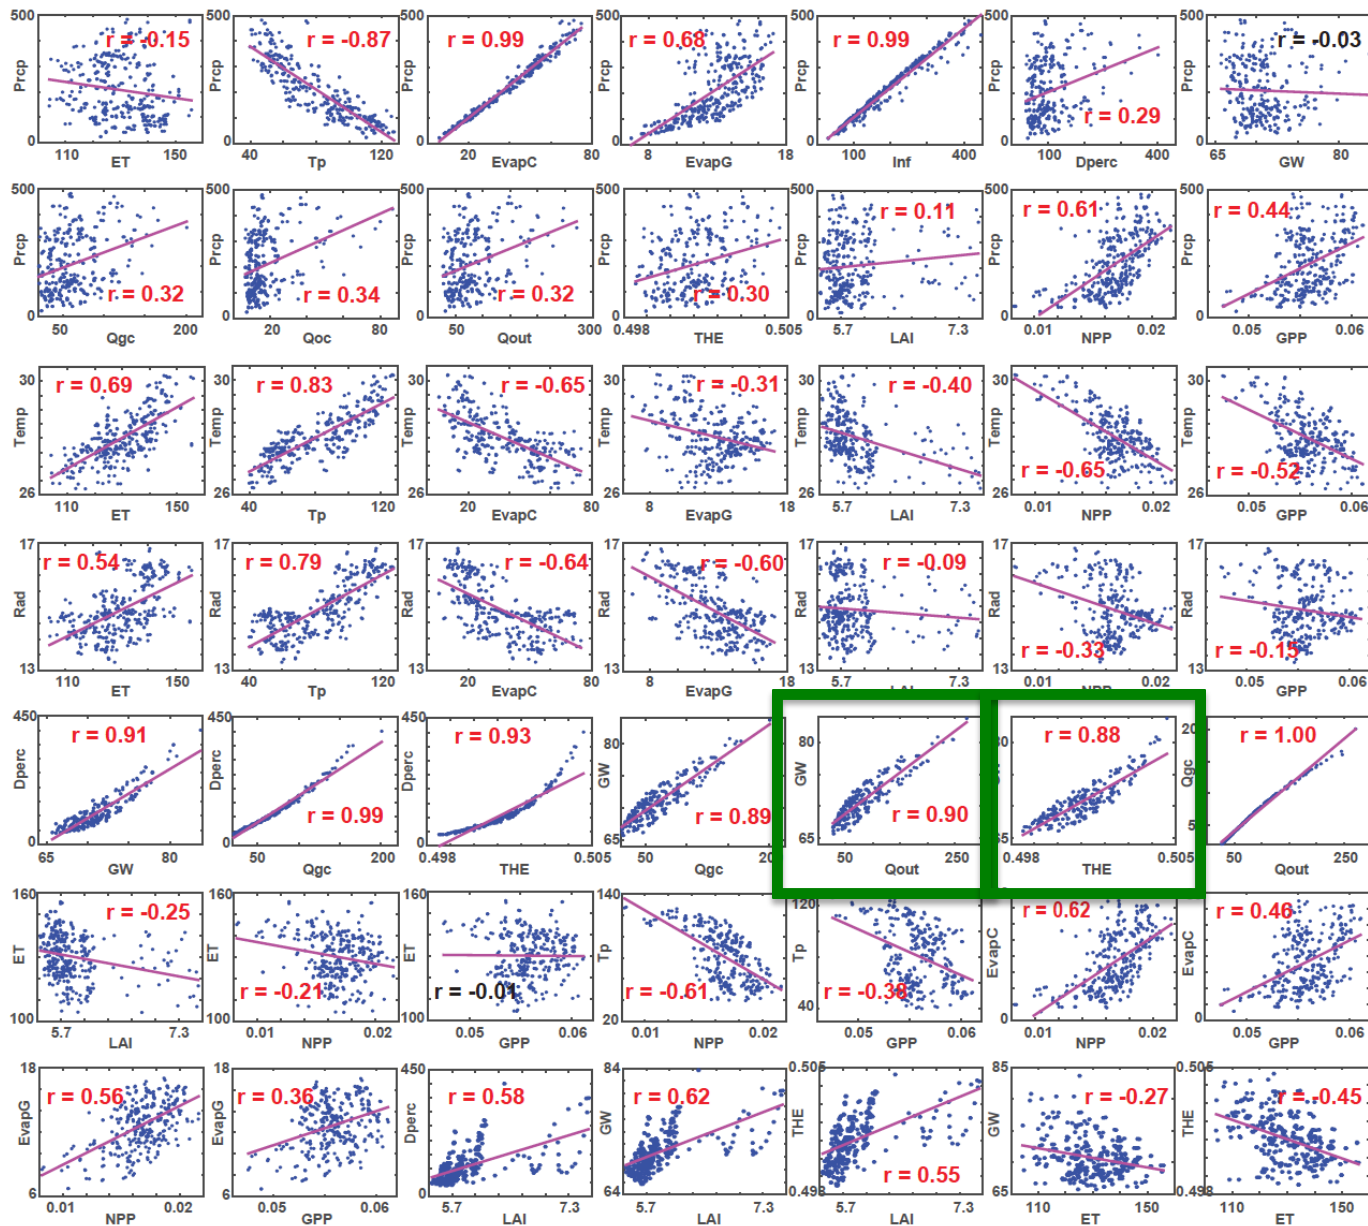 500 r = -0.15 Prcp 0 110 150 ET
r = -0.87 Prcp 40 120 Tp
500 r = 0.99 Prcp 0 20 80 EvapC
500 r = 0.68 Prcp 0 8 18 EvapG
500 r = 0.99 Prcp 0 100 400 Inf
500 Prcp r = 0.29 0 100 400 Dperc
500 r = -0.03 Prcp 0 65 80 GW
500 Prcp r = 0.32 0 50 200 Qgc
500 Prcp r = 0.34 0 20 80 Qoc
500 Prcp r = 0.32 0 50 300 Qout
500 Prcp r = 0.30 0 0.498 0.505 THE
500 r = 0.11 Prcp 0 5.7 7.3 LAI
500 r = 0.61 Prcp 0 0.01 0.02 NPP
500 r = 0.44 Prcp 0 0.05 0.06 GPP
30 r = 0.69 Temp 26 110 150 ET
30 r = 0.83 Temp 26 40 120 Tp
30 r = -0.65 Temp 26 20 80 EvapC
30 r = -0.31 Temp 26 8 18 EvapG
30 r = -0.40 Temp 26 5.7 7.3 LAI
30 Temp r = -0.65 26 0.01 0.02 NPP
30 Temp r = -0.52 26 0.05 0.06 GPP
17 r = 0.54 Rad 13 110 150 ET
17 r = 0.79 Rad 13 40 120 Tp
17 r = -0.64 Rad 13 20 80 EvapC
17 r = -0.60 Rad 13 8 18 EvapG
17 r = -0.09 Rad 13 5.7 7.3 LAI
17 Rad r = -0.33 13 0.01 0.02 NPP
17 Rad r = -0.15 13 0.05 0.06 GPP
450 r = 0.91 Dperc 0 65 80 GW
450 Dperc r = 0.99 0 50 200 Qgc
450 r = 0.93 Dperc 0 0.498 0.505 THE
80 GW r = 0.89 65 50 20 Qgc
80 GW r = 0.90 65 50 250 Qout
80 r = 0.88 65 0.498 0.505 THE
20 r = 1.00 Qgc 5 50 250 Qout
160 r = -0.25 ET 100 5.7 7.3 LAI
160 ET r = -0.21 100 0.01 0.02 NPP
160 ET r = -0.01 100 0.05 0.06 GPP
140 Tp r = -0.61 20 0.01 0.02 NPP
120 Tp r = -0.38 40 0.05 0.06 GPP
r = 0.62 EvapC 0 0.01 0.02 NPP
r = 0.46 EvapC 0 0.05 0.06 GPP
18 r = 0.56 EvapG 6 0.01 0.02 NPP
18 r = 0.36 EvapG 6 0.05 0.06 GPP
450 r = 0.58 Dperc 0 5.7 7.3 LAI
84 r = 0.62 GW 64 5.7 7.3 LAI
0.505 THE r = 0.55 0.498 5.7 7.3 LAI
85 r = -0.27 GW 65 110 150 ET
0.505 r = -0.45 THE 0.498 110 150 ET